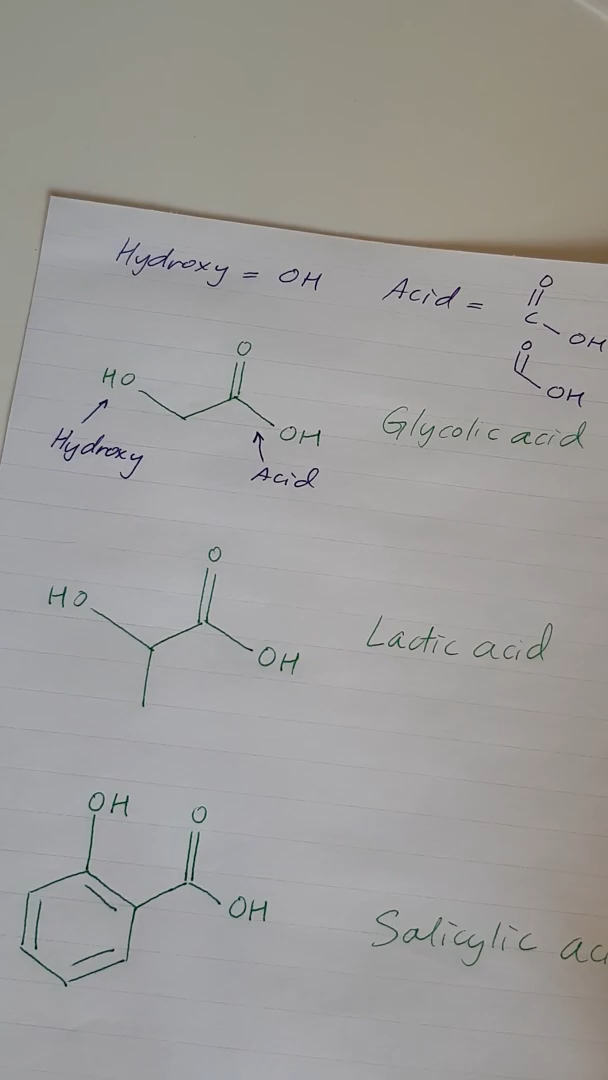 Hydroxy = OH
Acid =
O
C
OH
O
OH
HO
O
OH
Glycolic acid
Hydroxy
Acid
HO
O
OH
Lactic acid
OH
O
OH
Salicylic